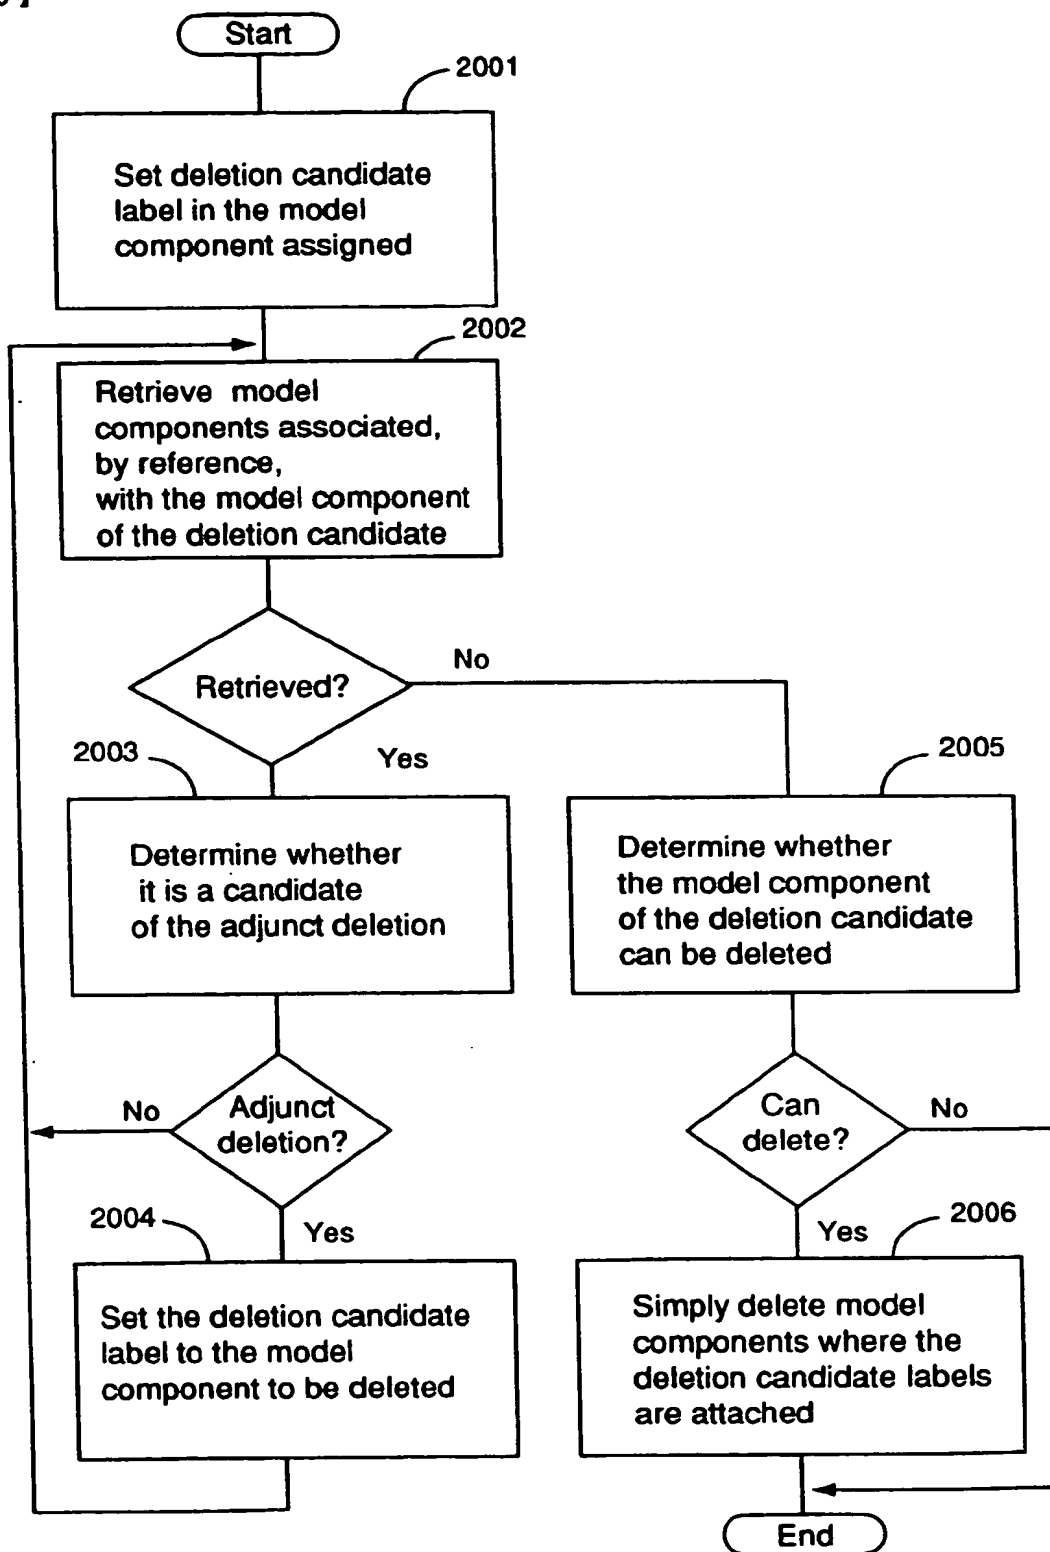 Start
2001
Set deletion candidate
label in the model
component assigned
2002
Retrieve model
components associated,
by reference,
with the model component
of the deletion candidate
Retrieved?
No
Yes
2003
Determine whether
it is a candidate
of the adjunct deletion
2005
Determine whether
the model component
of the deletion candidate
can be deleted
Adjunct
deletion?
No
Yes
Can
delete?
No
Yes
2004
Set the deletion candidate
label to the model
component to be deleted
2006
Simply delete model
components where the
deletion candidate labels
are attached
End